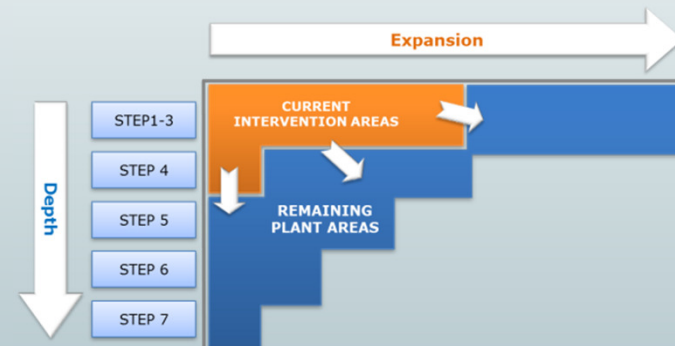 Expansion
Depth
STEP1-3
STEP 4
STEP 5
STEP 6
STEP 7
CURRENT
INTERVENTION AREAS
REMAINING
PLANT AREAS